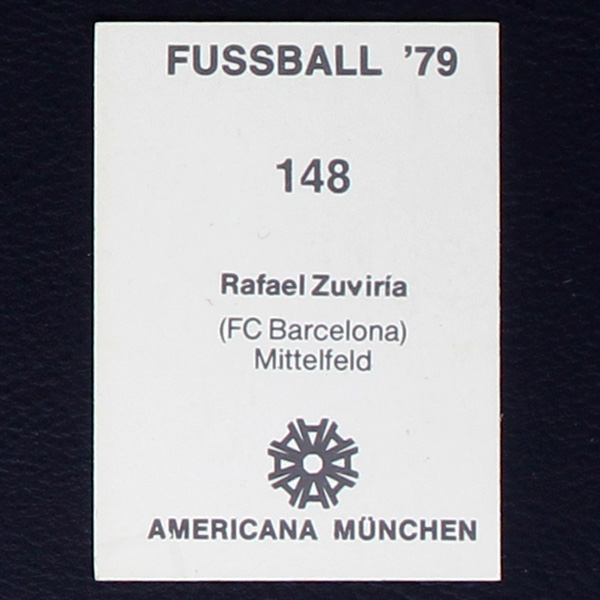 FUSSBALL '79
148
Rafael Zuviría
(FC Barcelona)
Mittelfeld
AMERICANA MÜNCHEN